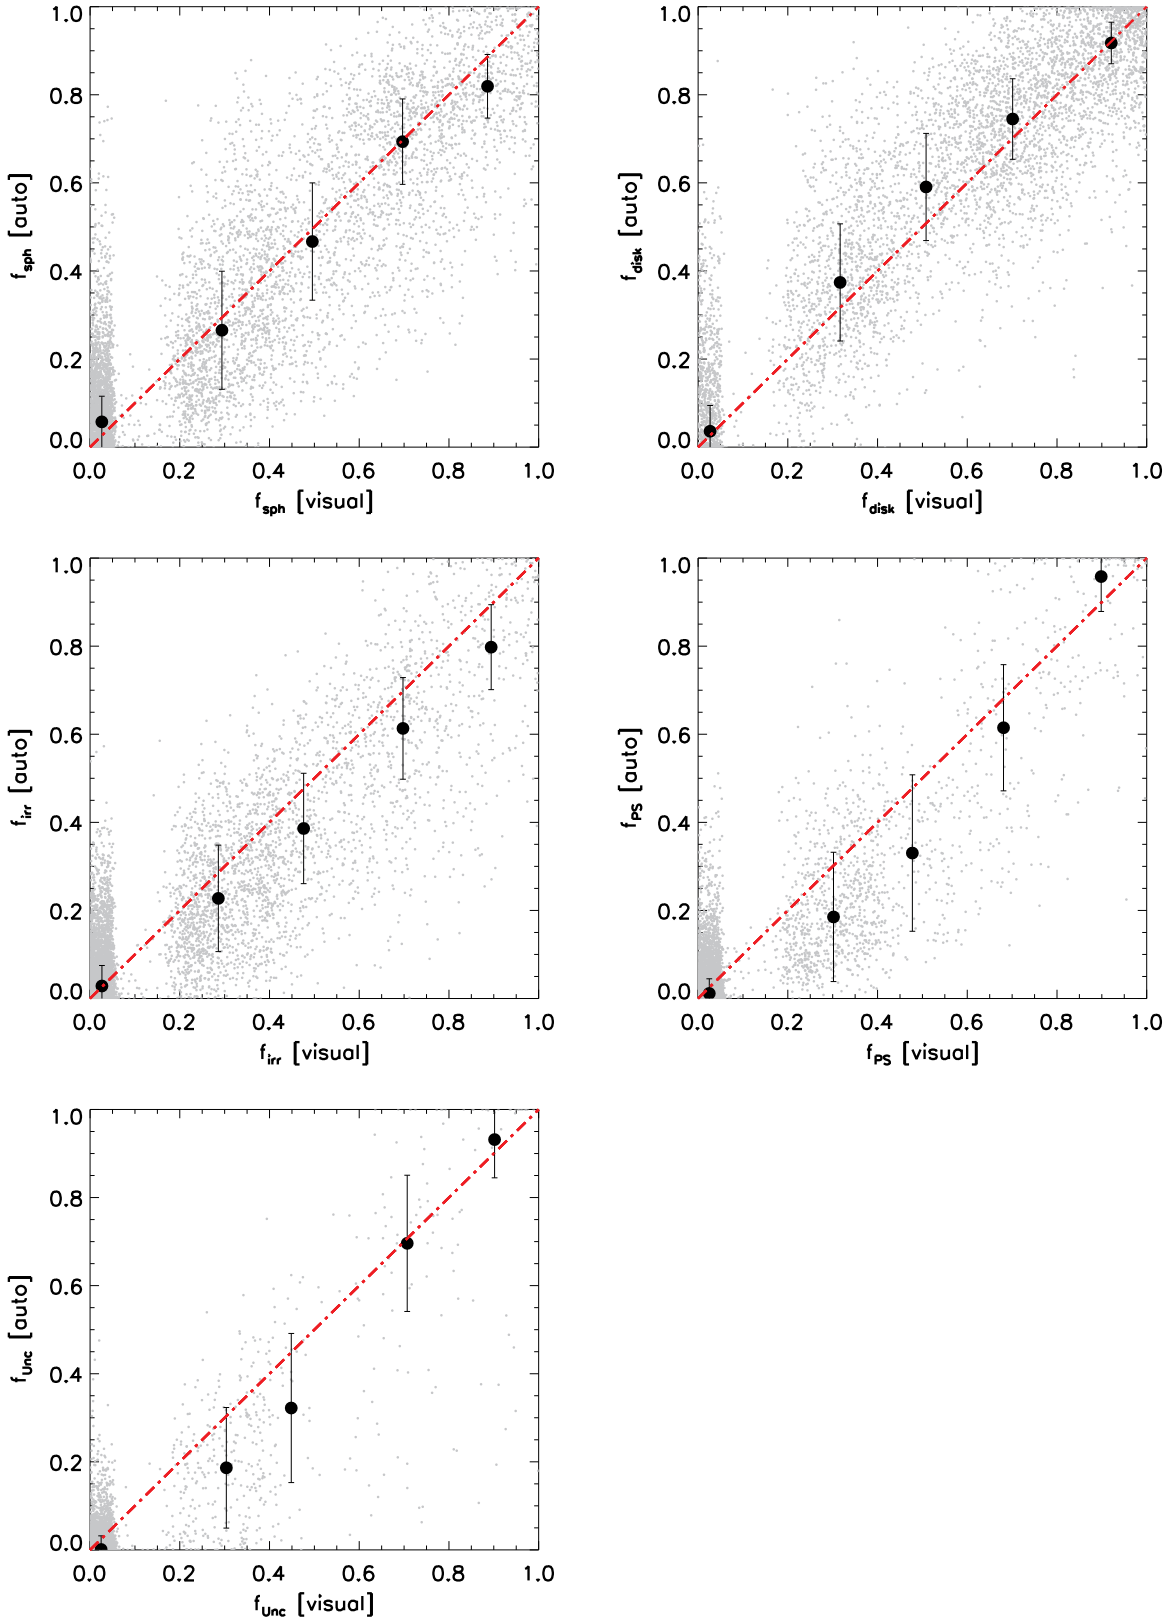 1.0
0.8
0.6
0.4
0.2
0.0
f_sph [auto]
0.0 0.2 0.4 0.6 0.8 1.0
f_sph [visual]
1.0
0.8
0.6
0.4
0.2
0.0
f_disk [auto]
0.0 0.2 0.4 0.6 0.8 1.0
f_disk [visual]
1.0
0.8
0.6
0.4
0.2
0.0
f_irr [auto]
0.0 0.2 0.4 0.6 0.8 1.0
f_irr [visual]
1.0
0.8
0.6
0.4
0.2
0.0
f_PS [auto]
0.0 0.2 0.4 0.6 0.8 1.0
f_PS [visual]
1.0
0.8
0.6
0.4
0.2
0.0
f_Unc [auto]
0.0 0.2 0.4 0.6 0.8 1.0
f_Unc [visual]